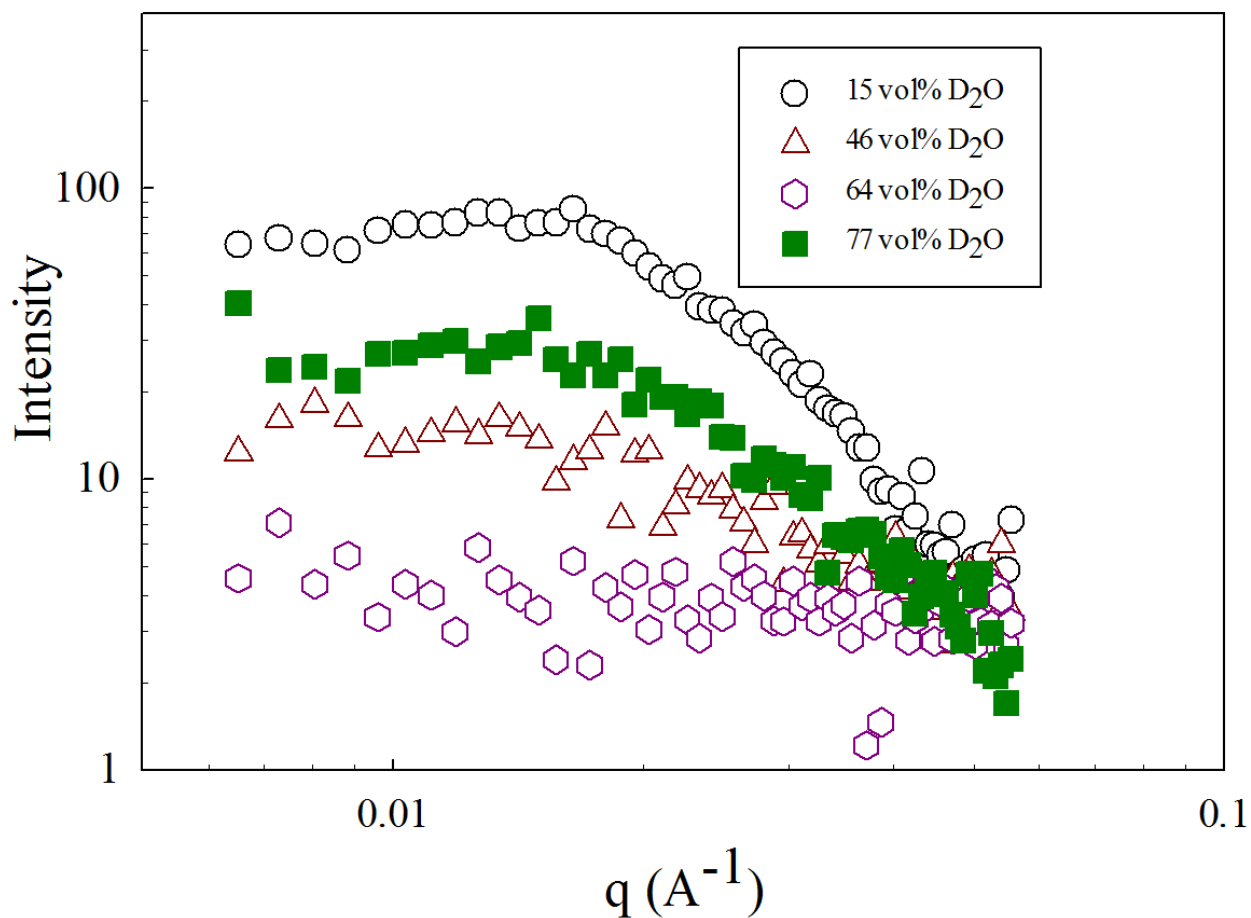 100
10
1
Intensity
15 vol% D₂O
46 vol% D₂O
64 vol% D₂O
77 vol% D₂O
0.01
0.1
q (A⁻¹)